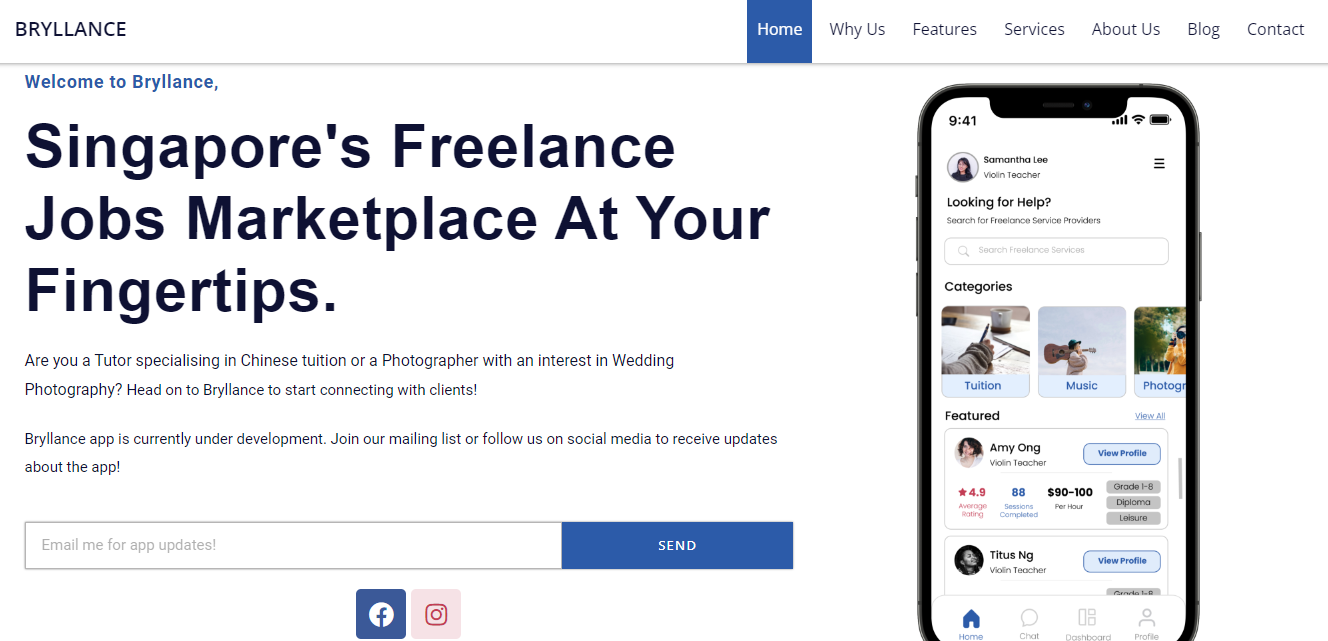 BRYLLANCE
Home
Why Us
Features
Services
About Us
Blog
Contact
Welcome to Bryllance,
Singapore's Freelance
Jobs Marketplace At Your
Fingertips.
Are you a Tutor specialising in Chinese tuition or a Photographer with an interest in Wedding
Photography? Head on to Bryllance to start connecting with clients!
Bryllance app is currently under development. Join our mailing list or follow us on social media to receive updates
about the app!
Email me for app updates!
SEND
9:41
Samantha Lee
Violin Teacher
Looking for Help?
Search for Freelance Service Providers
Search Freelance Services
Categories
Tuition
Music
Photogr
Featured
View All
Amy Ong
Violin Teacher
View Profile
4.9
Average
Rating
88
Sessions
Completed
$90-100
Per Hour
Grade 1-8
Diploma
Leisure
Titus Ng
Violin Teacher
View Profile
Grade 1-8
Home
Chat
Dashboard
Profile